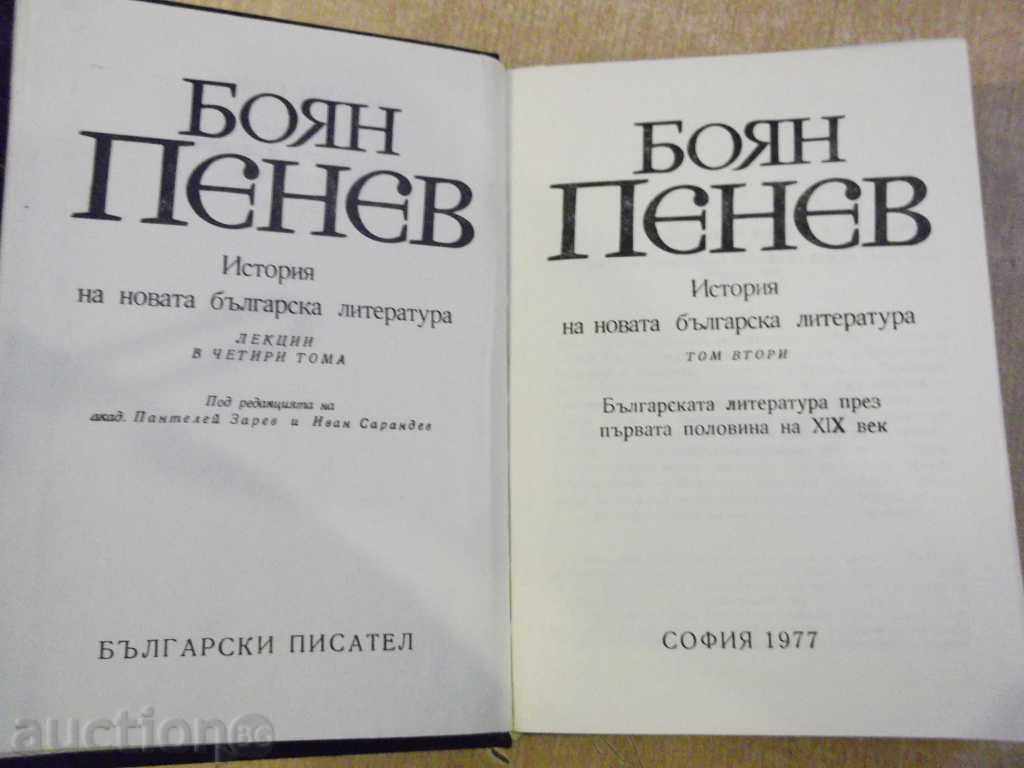 БОЯН
ПЕНЕВ
История
на новата българска литература
ЛЕКЦИИ
В ЧЕТИРИ ТОМА
Под редакцията на
акад. Пантелей Зарев и Иван Сарандев
БЪЛГАРСКИ ПИСАТЕЛ
БОЯН
ПЕНЕВ
История
на новата българска литература
ТОМ ВТОРИ
Българската литература през
първата половина на XIX век
СОФИЯ 1977
auction BG